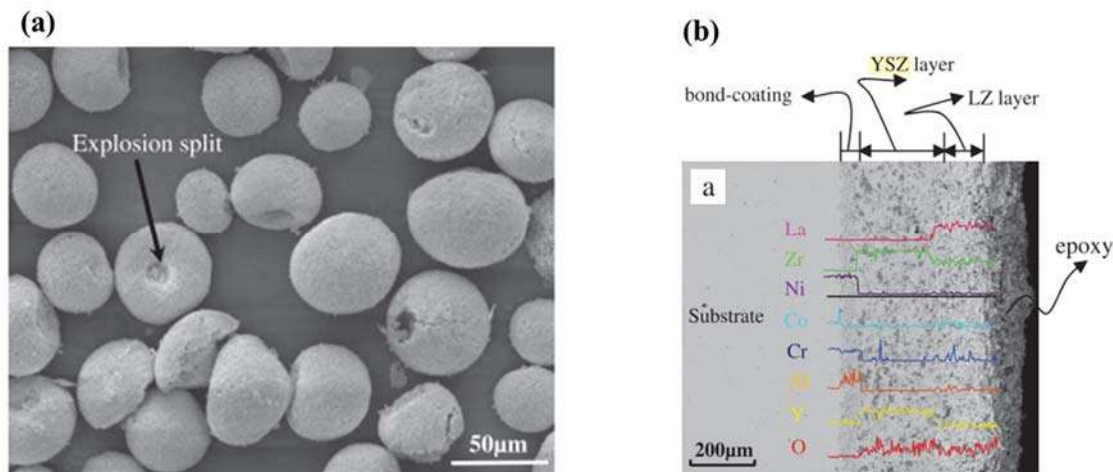 (a)
Explosion split
50μm
(b)
YSZ layer
bond-coating
LZ layer
a
La
Zr
Ni
Substrate
Co
Cr
Al
Y
O
epoxy
200μm